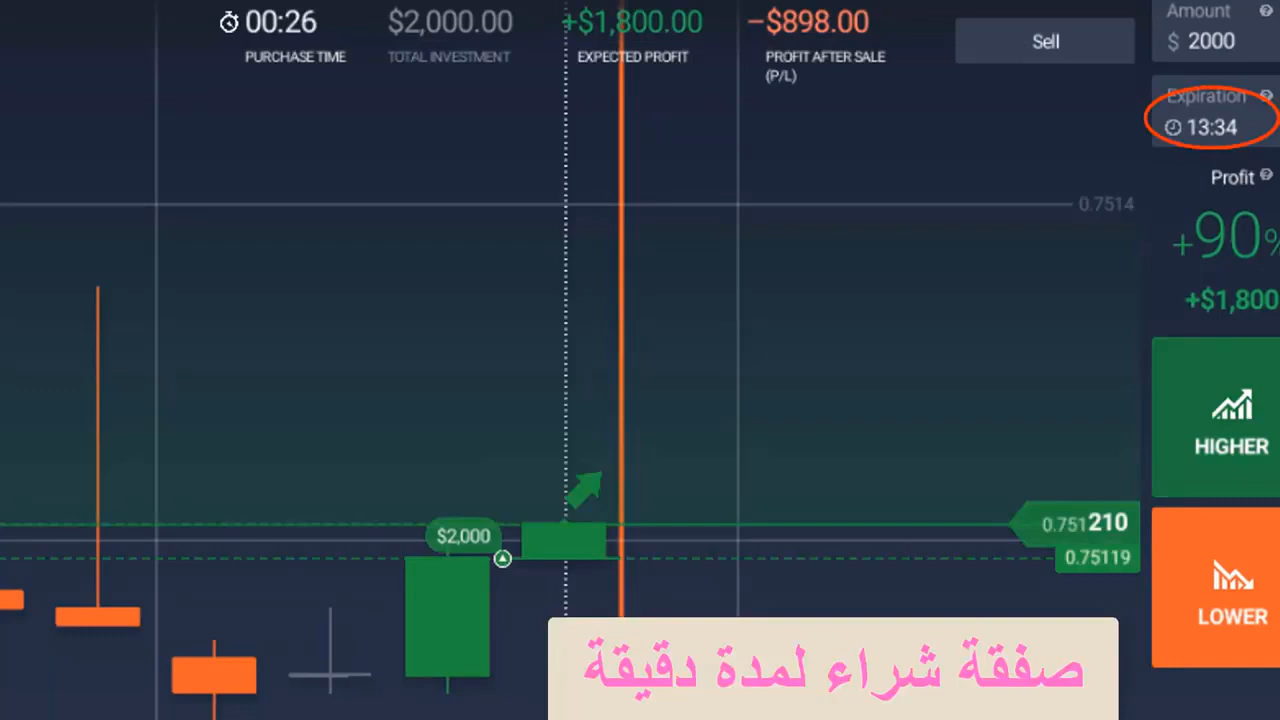 00:26
PURCHASE TIME
$2,000.00
TOTAL INVESTMENT
+$1,800.00
EXPECTED PROFIT
–$898.00
PROFIT AFTER SALE
(P/L)
Sell
Amount
$ 2000
Expiration
13:34
Profit
+90%
+$1,800
0.7514
HIGHER
$2,000
0.751210
0.75119
LOWER
صفقة شراء لمدة دقيقة